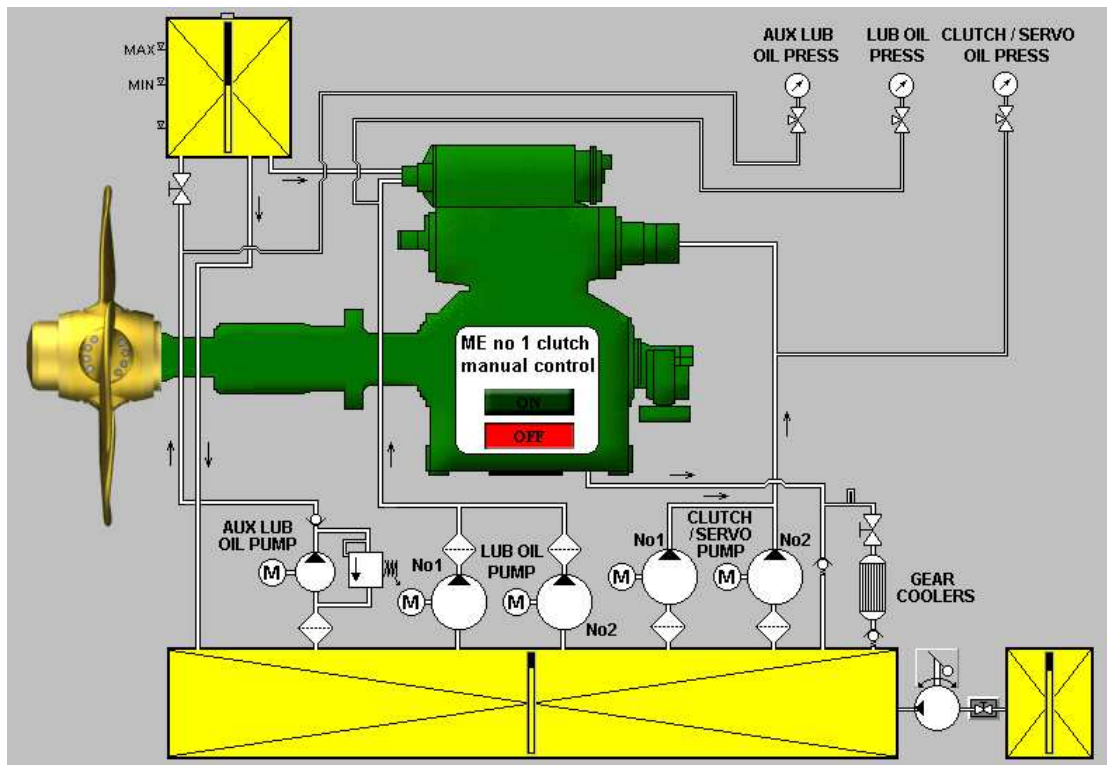 AUX LUB
OIL PRESS
LUB OIL
PRESS
CLUTCH / SERVO
OIL PRESS
MAX
MIN
ME no 1 clutch
manual control
ON
OFF
AUX LUB
OIL PUMP
M
No1
LUB OIL
PUMP
M
M
No2
No1
CLUTCH
/ SERVO
PUMP
No2
M
M
GEAR
COOLERS